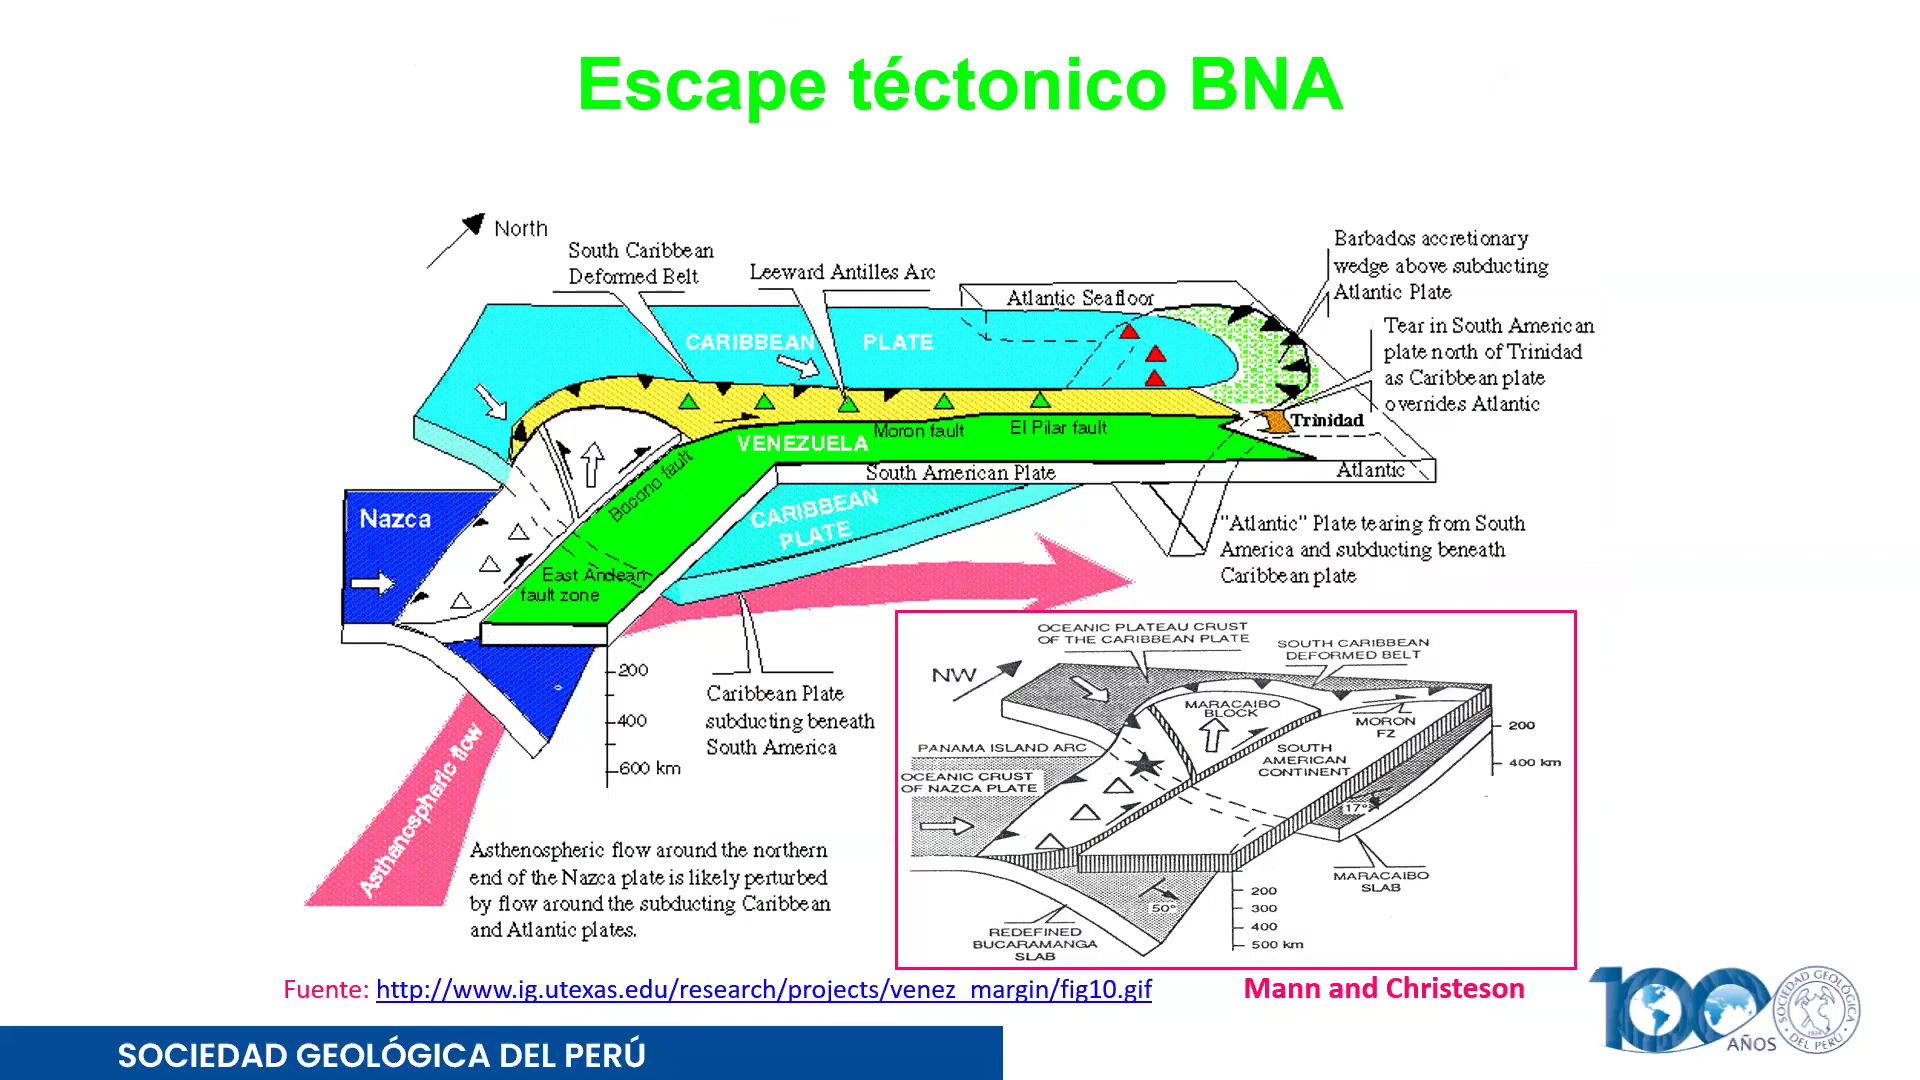 Escape téctonico BNA
North
South Caribbean
Deformed Belt
Leeward Antilles Arc
Atlantic Seafloor
Barbados accretionary
wedge above subducting
Atlantic Plate
Tear in South American
plate north of Trinidad
as Caribbean plate
overrides Atlantic
CARIBBEAN PLATE
Trinidad
Moron fault
El Pilar fault
VENEZUELA
Bocono fault
South American Plate
Atlantic
Nazca
CARIBBEAN
PLATE
"Atlantic" Plate tearing from South
America and subducting beneath
Caribbean plate
East Andean
fault zone
200
400
600 km
Caribbean Plate
subducting beneath
South America
Asthenospheric flow
Asthenospheric flow around the northern
end of the Nazca plate is likely perturbed
by flow around the subducting Caribbean
and Atlantic plates.
OCEANIC PLATEAU CRUST
OF THE CARIBBEAN PLATE
SOUTH CARIBBEAN
DEFORMED BELT
NW
MARACAIBO
BLOCK
MORON
FZ
200
400 km
PANAMA ISLAND ARC
SOUTH
AMERICAN
CONTINENT
OCEANIC CRUST
OF NAZCA PLATE
17°
MARACAIBO
SLAB
50°
200
300
400
500 km
REDEFINED
BUCARAMANGA
SLAB
Fuente: http://www.ig.utexas.edu/research/projects/venez_margin/fig10.gif
Mann and Christeson
100
AÑOS
SOCIEDAD GEOLÓGICA
DEL PERÚ
SOCIEDAD GEOLÓGICA DEL PERÚ